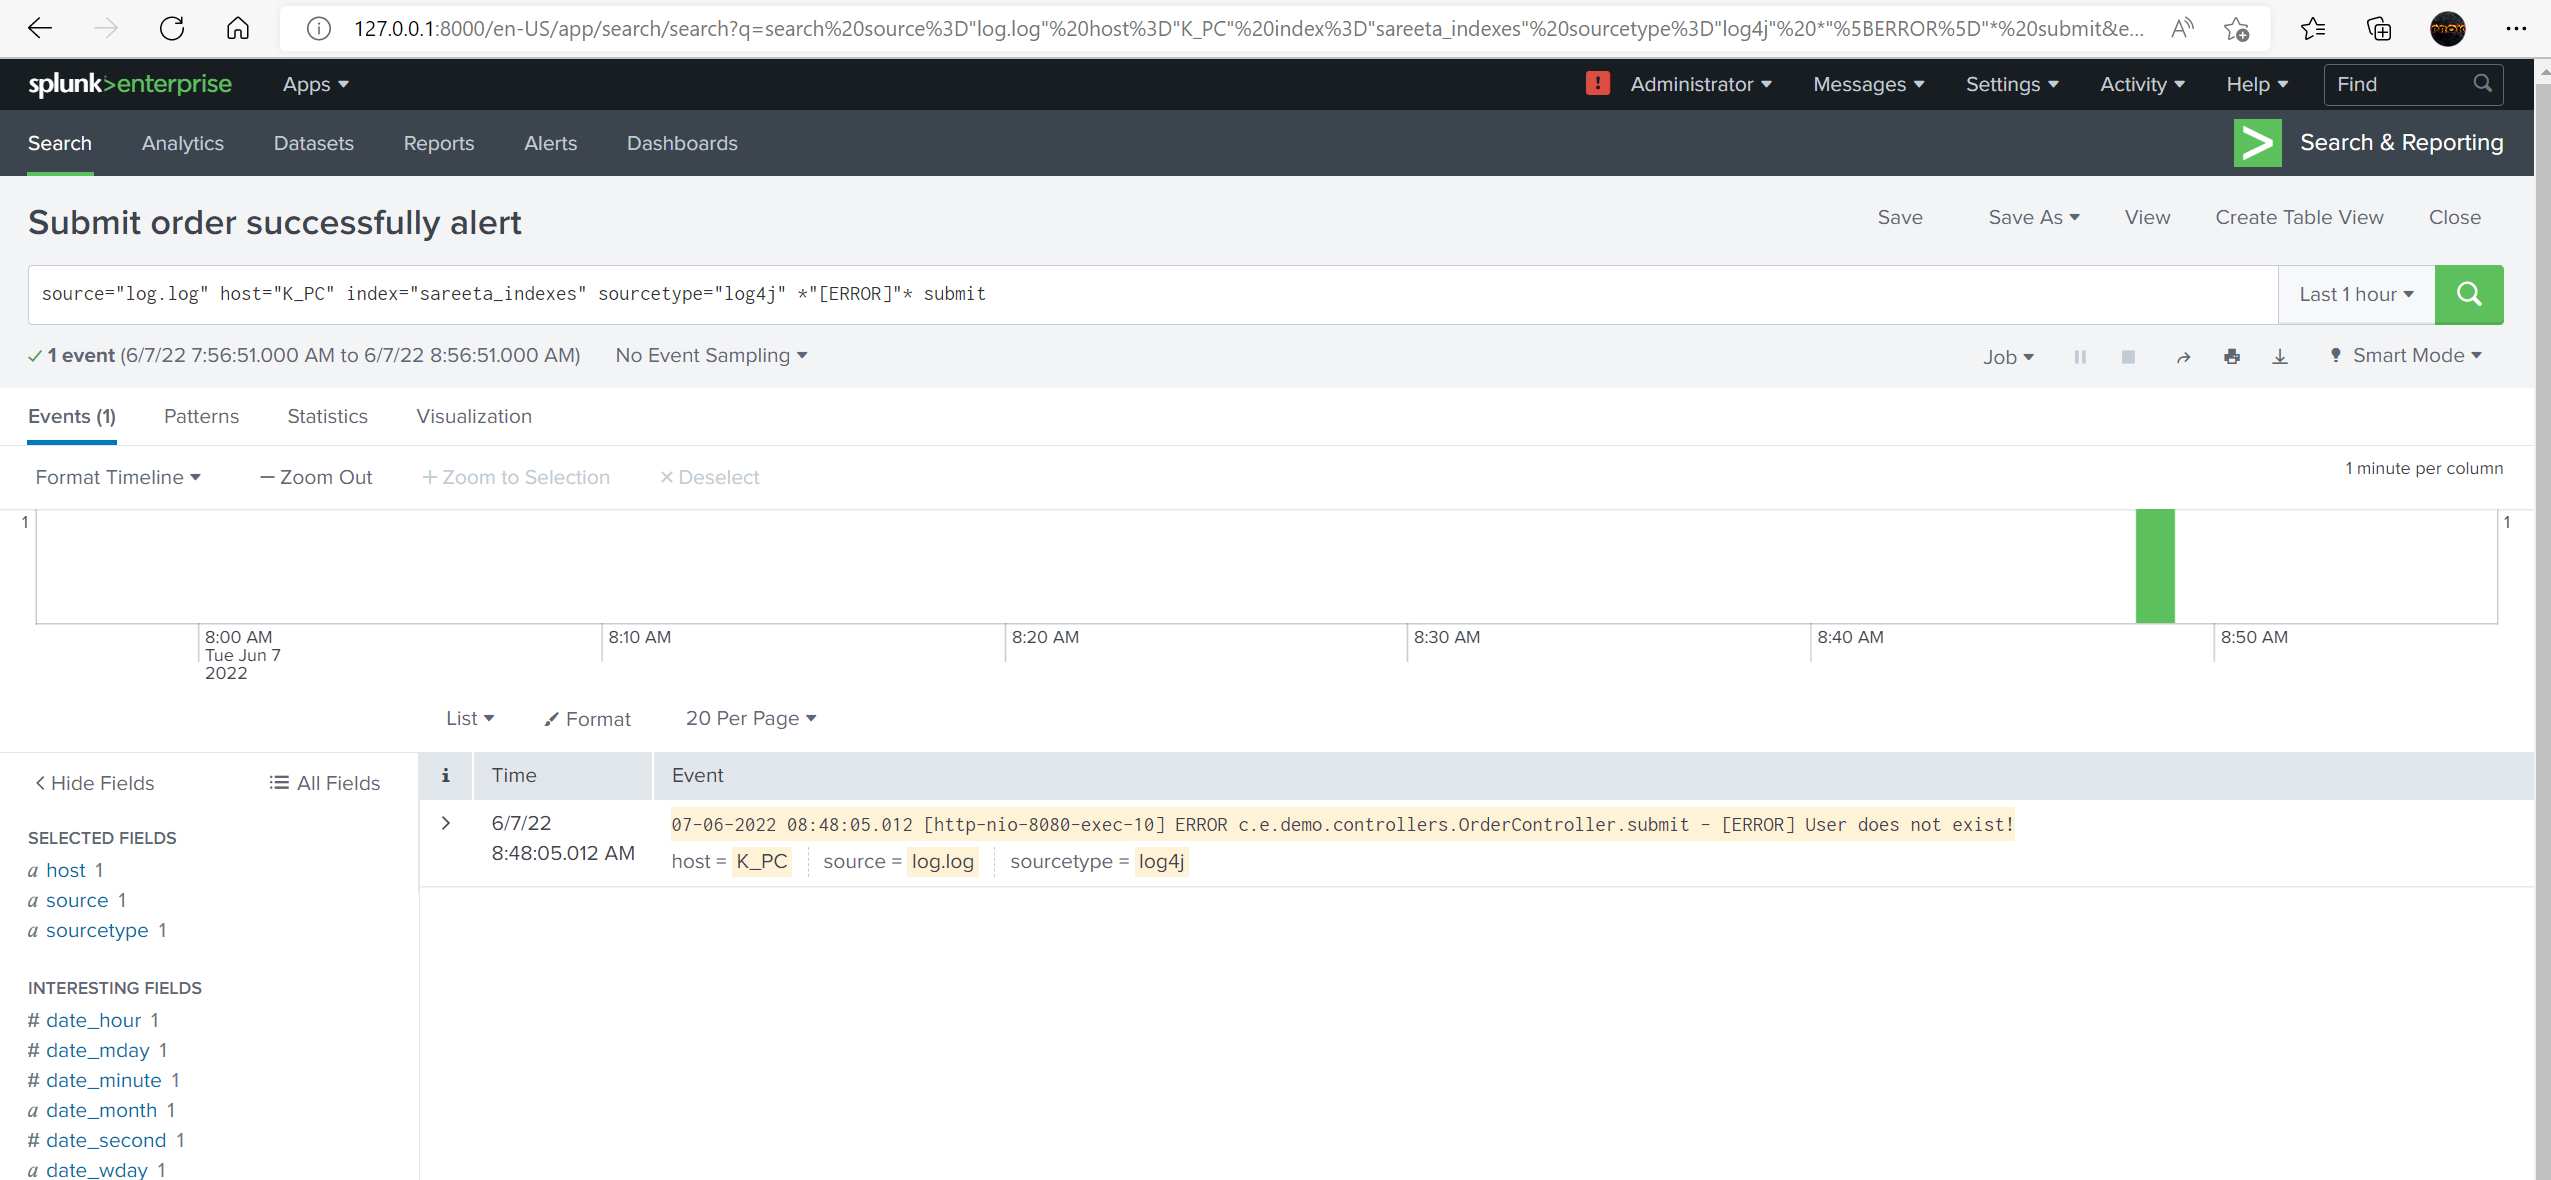 127.0.0.1:8000/en-US/app/search/search?q=search%20source%3D"log.log"%20host%3D"K_PC"%20index%3D"sareeta_indexes"%20sourcetype%3D"log4j"%20*"%5BERROR%5D"*%20submit&e...
splunk>enterprise Apps Administrator Messages Settings Activity Help Find
Search Analytics Datasets Reports Alerts Dashboards Search & Reporting
Submit order successfully alert Save Save As View Create Table View Close
source="log.log" host="K_PC" index="sareeta_indexes" sourcetype="log4j" *"[ERROR]"* submit Last 1 hour
1 event (6/7/22 7:56:51.000 AM to 6/7/22 8:56:51.000 AM) No Event Sampling Job Smart Mode
Events (1) Patterns Statistics Visualization
Format Timeline — Zoom Out + Zoom to Selection × Deselect 1 minute per column
1 1
8:00 AM 8:10 AM 8:20 AM 8:30 AM 8:40 AM 8:50 AM
Tue Jun 7
2022
List Format 20 Per Page
< Hide Fields All Fields
i Time Event
SELECTED FIELDS
a host 1
a source 1
a sourcetype 1
INTERESTING FIELDS
# date_hour 1
# date_mday 1
# date_minute 1
a date_month 1
# date_second 1
a date_wday 1
> 6/7/22
8:48:05.012 AM
07-06-2022 08:48:05.012 [http-nio-8080-exec-10] ERROR c.e.demo.controllers.OrderController.submit - [ERROR] User does not exist!
host = K_PC source = log.log sourcetype = log4j